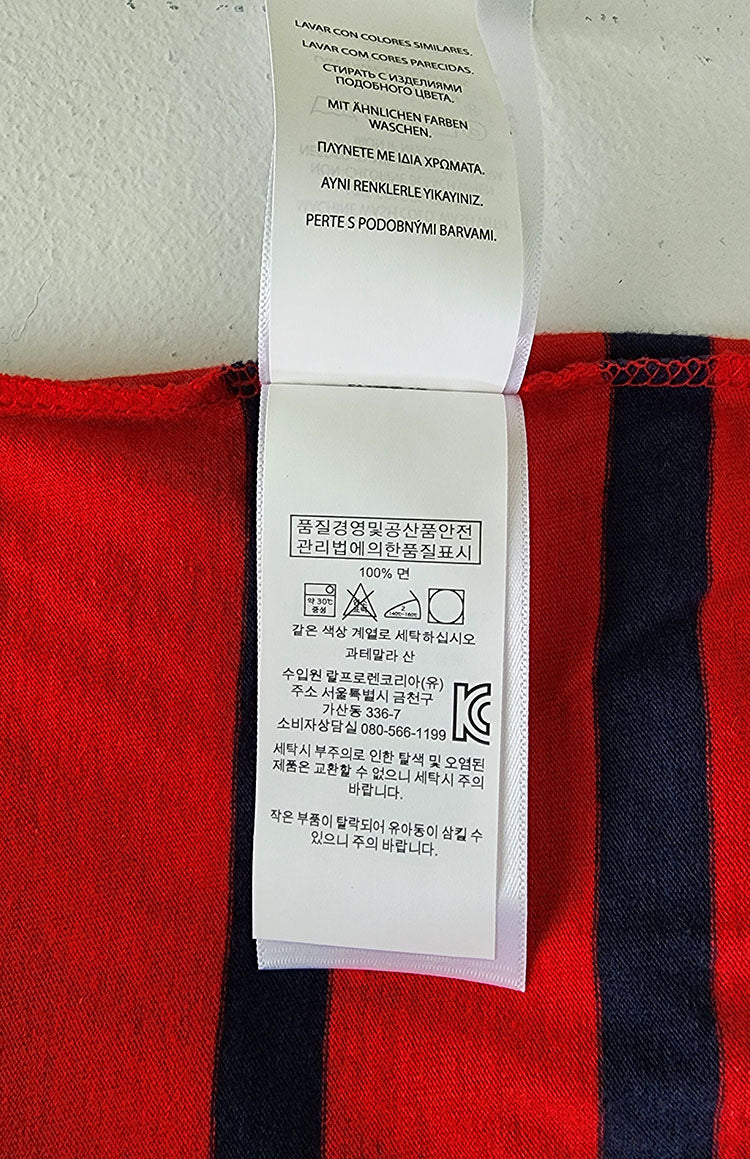 LAVAR CON COLORES SIMILARES.
LAVAR COM CORES PARECIDAS.
СТИРАТЬ С ИЗДЕЛИЯМИ
ПОДОБНОГО ЦВЕТА.
MIT ÄHNLICHEN FARBEN
WASCHEN.
ΠΛΥΝΕΤΕ ΜΕ ΙΔΙΑ ΧΡΩΜΑΤΑ.
AYNI RENKLERLE YIKAYINIZ.
PERTE S PODOBNÝMI BARVAMI.
품질경영및공산품안전
관리법에의한품질표시
100% 면
약 30℃
중성
2
140℃~160℃
같은 색상 계열로 세탁하십시오
과테말라 산
수입원 랄프로렌코리아(유)
주소 서울특별시 금천구
가산동 336-7
소비자상담실 080-566-1199
세탁시 부주의로 인한 탈색 및 오염된
제품은 교환할 수 없으니 세탁시 주의
바랍니다.
작은 부품이 탈락되어 유아동이 삼킬 수
있으니 주의 바랍니다.